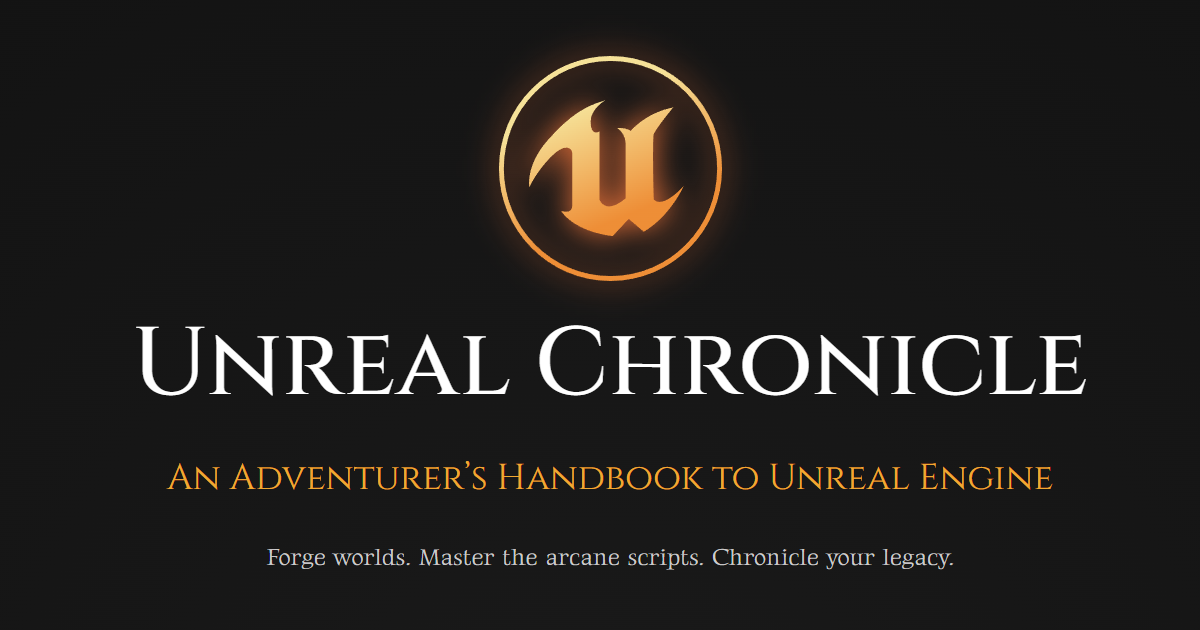 Unreal Chronicle
An Adventurer’s Handbook to Unreal Engine
Forge worlds. Master the arcane scripts. Chronicle your legacy.